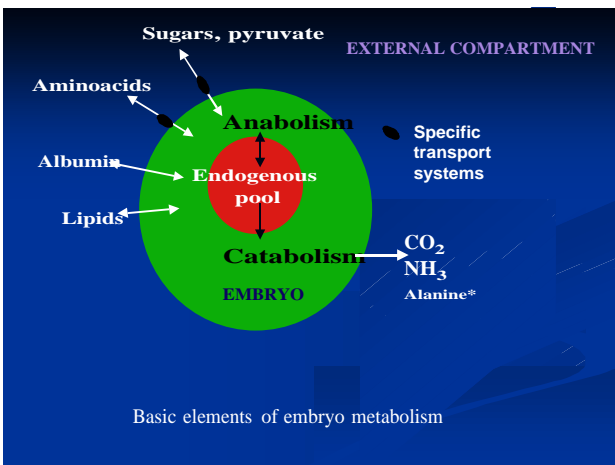 Sugars, pyruvate
EXTERNAL COMPARTMENT
Aminoacids
Anabolism
Specific
transport
systems
Albumin
Endogenous
pool
Lipids
Catabolism
CO₂
NH₃
Alanine*
EMBRYO
Basic elements of embryo metabolism